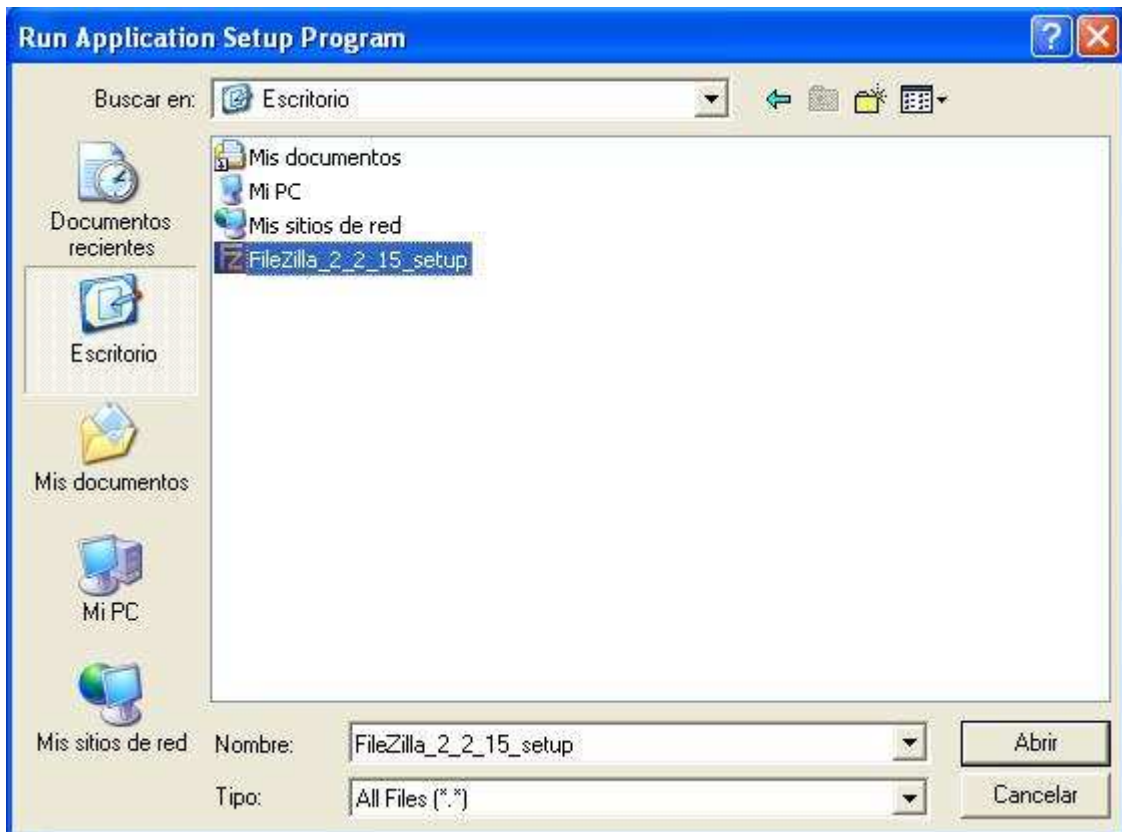 Run Application Setup Program
Buscar en: Escritorio
Mis documentos
Mi PC
Mis sitios de red
FileZilla_2_2_15_setup
Documentos
recientes
Escritorio
Mis documentos
Mi PC
Mis sitios de red
Nombre: FileZilla_2_2_15_setup Abrir
Tipo: All Files (*.*) Cancelar